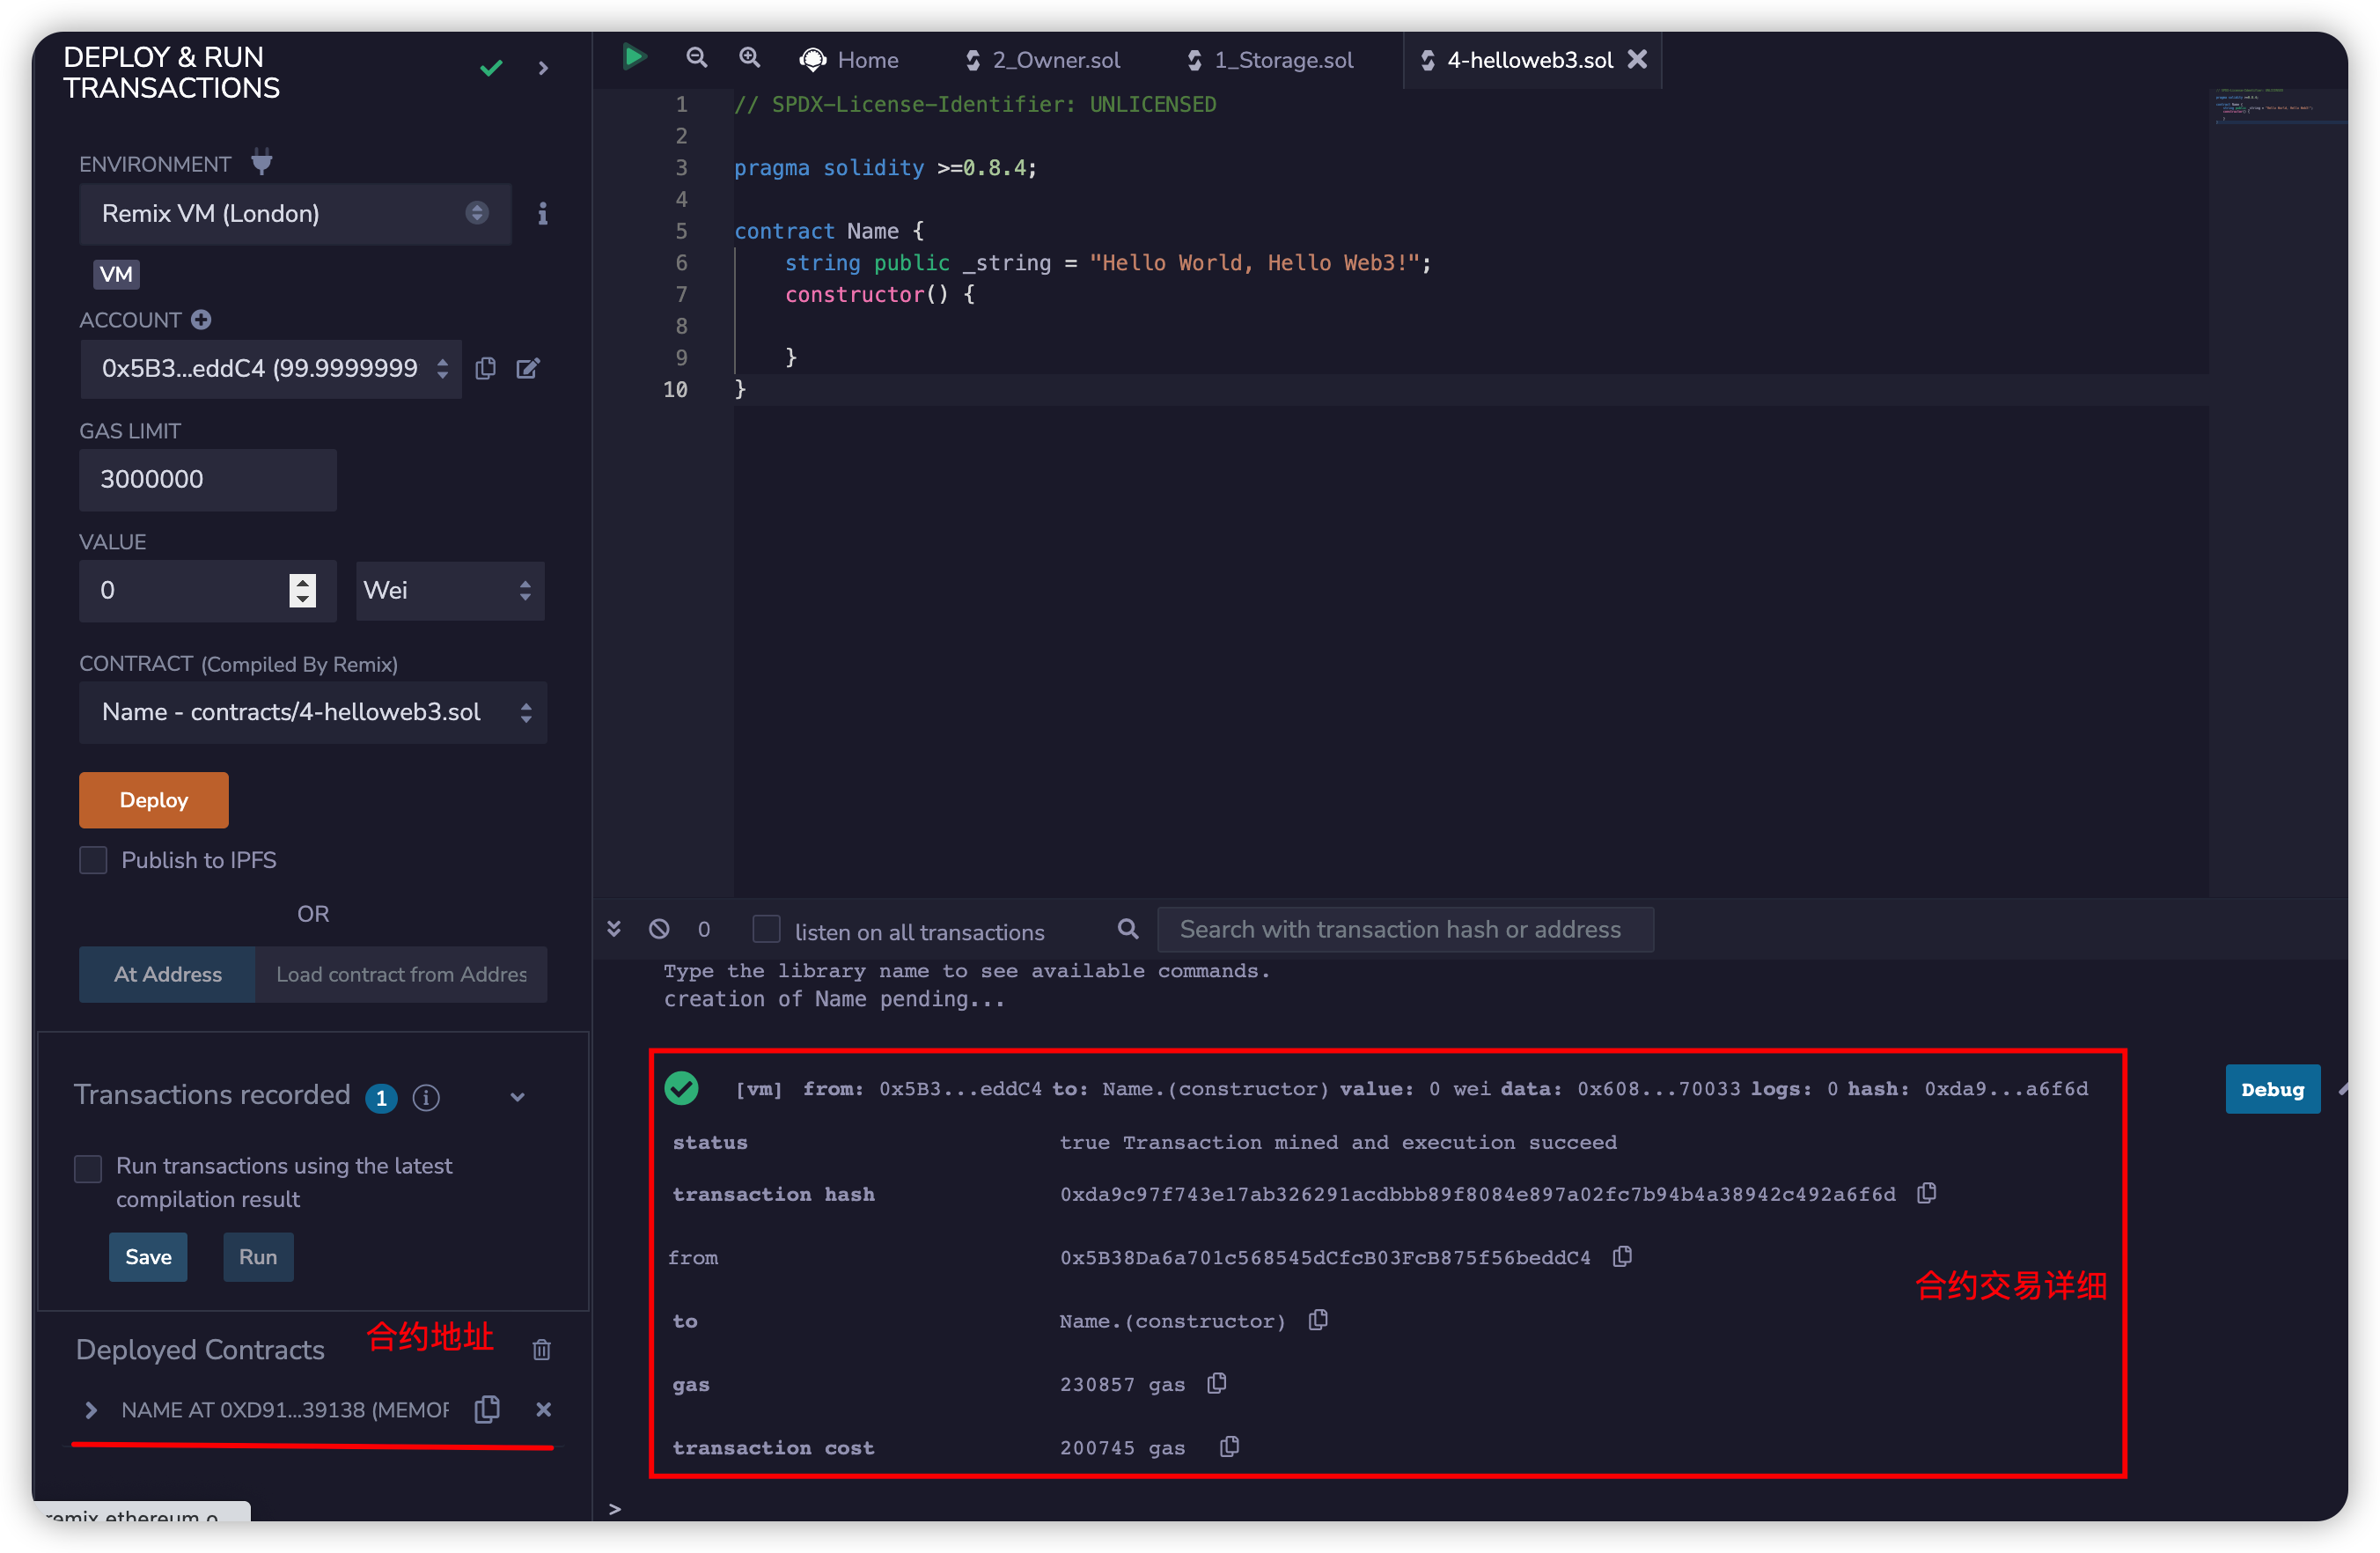 DEPLOY & RUN
TRANSACTIONS
ENVIRONMENT
Remix VM (London)
VM
ACCOUNT
0x5B3...eddC4 (99.9999999
GAS LIMIT
3000000
VALUE
0
Wei
CONTRACT (Compiled By Remix)
Name - contracts/4-helloweb3.sol
Deploy
Publish to IPFS
OR
At Address
Load contract from Addres
Transactions recorded 1
Run transactions using the latest
compilation result
Save
Run
合约地址
Deployed Contracts
NAME AT 0XD91...39138 (MEMOR
remix.ethereum.o
Home
2_Owner.sol
1_Storage.sol
4-helloweb3.sol
1 // SPDX-License-Identifier: UNLICENSED
2
3 pragma solidity >=0.8.4;
4
5 contract Name {
6 string public _string = "Hello World, Hello Web3!";
7 constructor() {
8
9 }
10 }
0
listen on all transactions
Search with transaction hash or address
Type the library name to see available commands.
creation of Name pending...
[vm] from: 0x5B3...eddC4 to: Name.(constructor) value: 0 wei data: 0x608...70033 logs: 0 hash: 0xda9...a6f6d
Debug
status true Transaction mined and execution succeed
transaction hash 0xda9c97f743e17ab326291acdbbb89f8084e897a02fc7b94b4a38942c492a6f6d
from 0x5B38Da6a701c568545dCfcB03FcB875f56beddC4
合约交易详细
to Name.(constructor)
gas 230857 gas
transaction cost 200745 gas
>